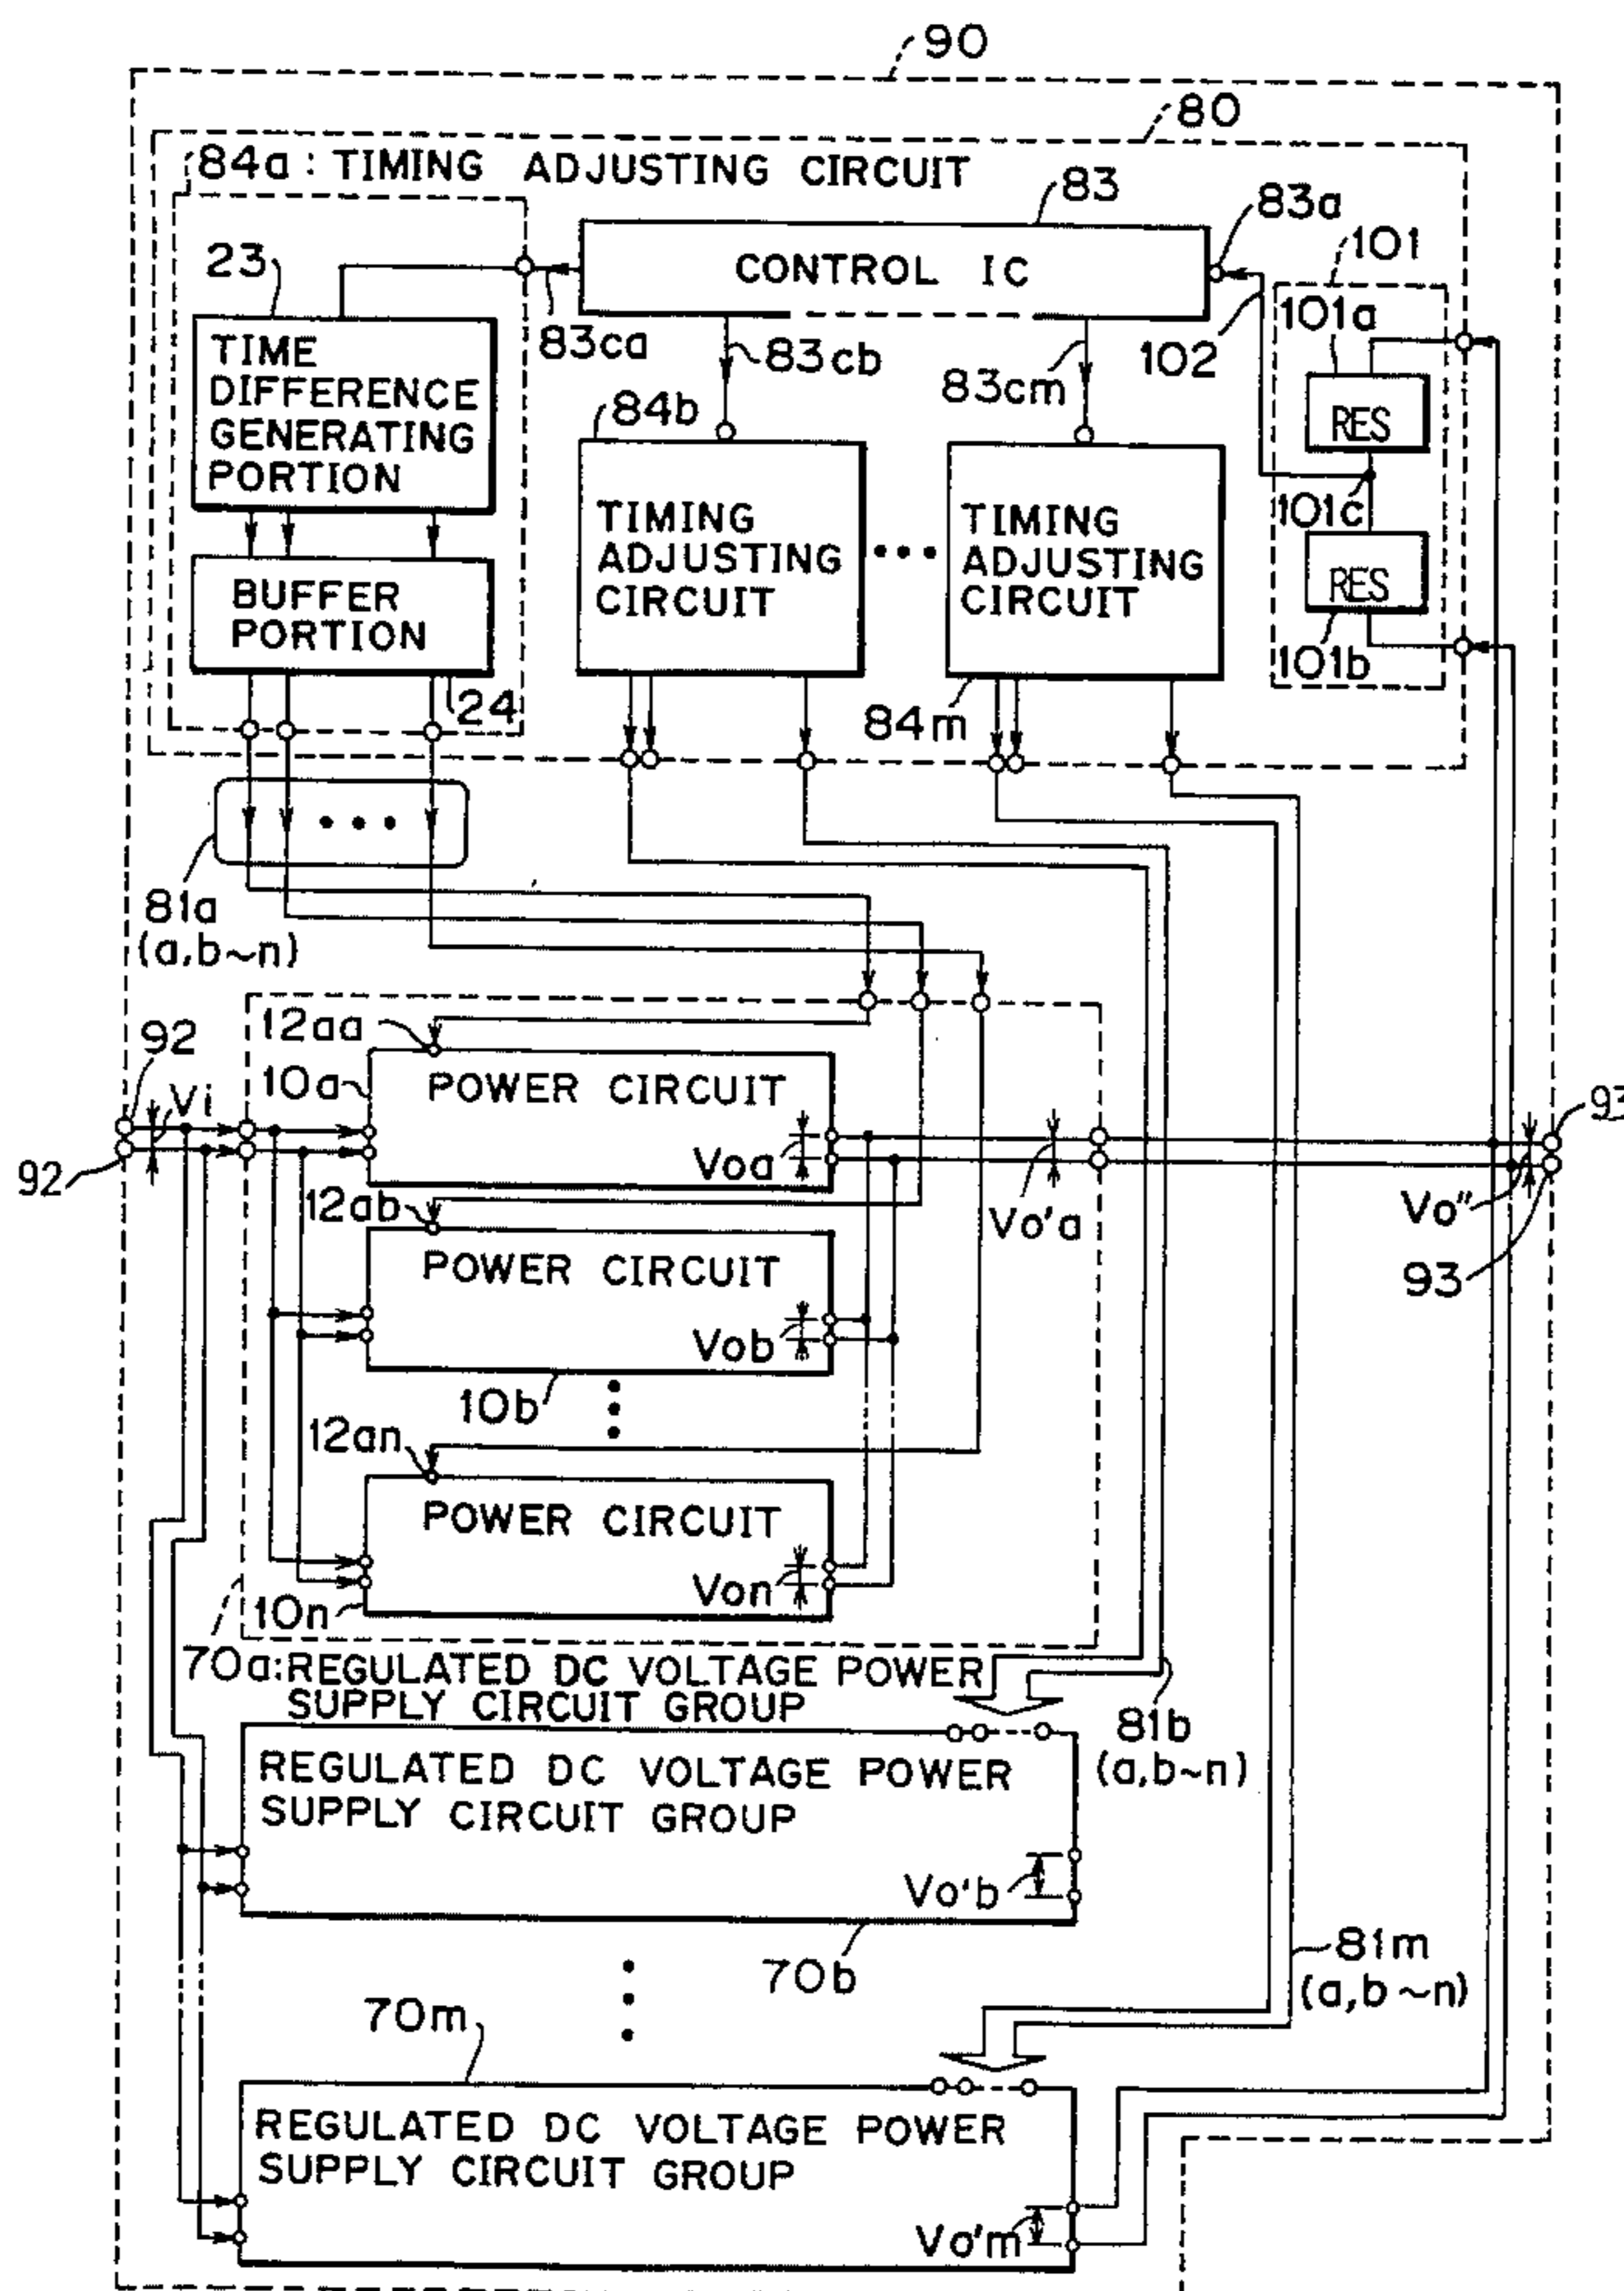 90
80
84a : TIMING ADJUSTING CIRCUIT
83
83a
101
23
CONTROL IC
101a
TIME
DIFFERENCE
GENERATING
PORTION
83ca
83cb
83cm
102
RES
84b
101c
TIMING
ADJUSTING
CIRCUIT
TIMING
ADJUSTING
CIRCUIT
RES
BUFFER
PORTION
101b
24
84m
81a
(a,b~n)
92
12aa
10a
POWER CIRCUIT
Vi
93
92
Voa
12ab
Vo'a
Vo"
POWER CIRCUIT
93
Vob
10b
12an
POWER CIRCUIT
Von
10n
70a:REGULATED DC VOLTAGE POWER
SUPPLY CIRCUIT GROUP
81b
(a,b~n)
REGULATED DC VOLTAGE POWER
SUPPLY CIRCUIT GROUP
Vo'b
70b
81m
(a,b~n)
70m
REGULATED DC VOLTAGE POWER
SUPPLY CIRCUIT GROUP
Vo'm